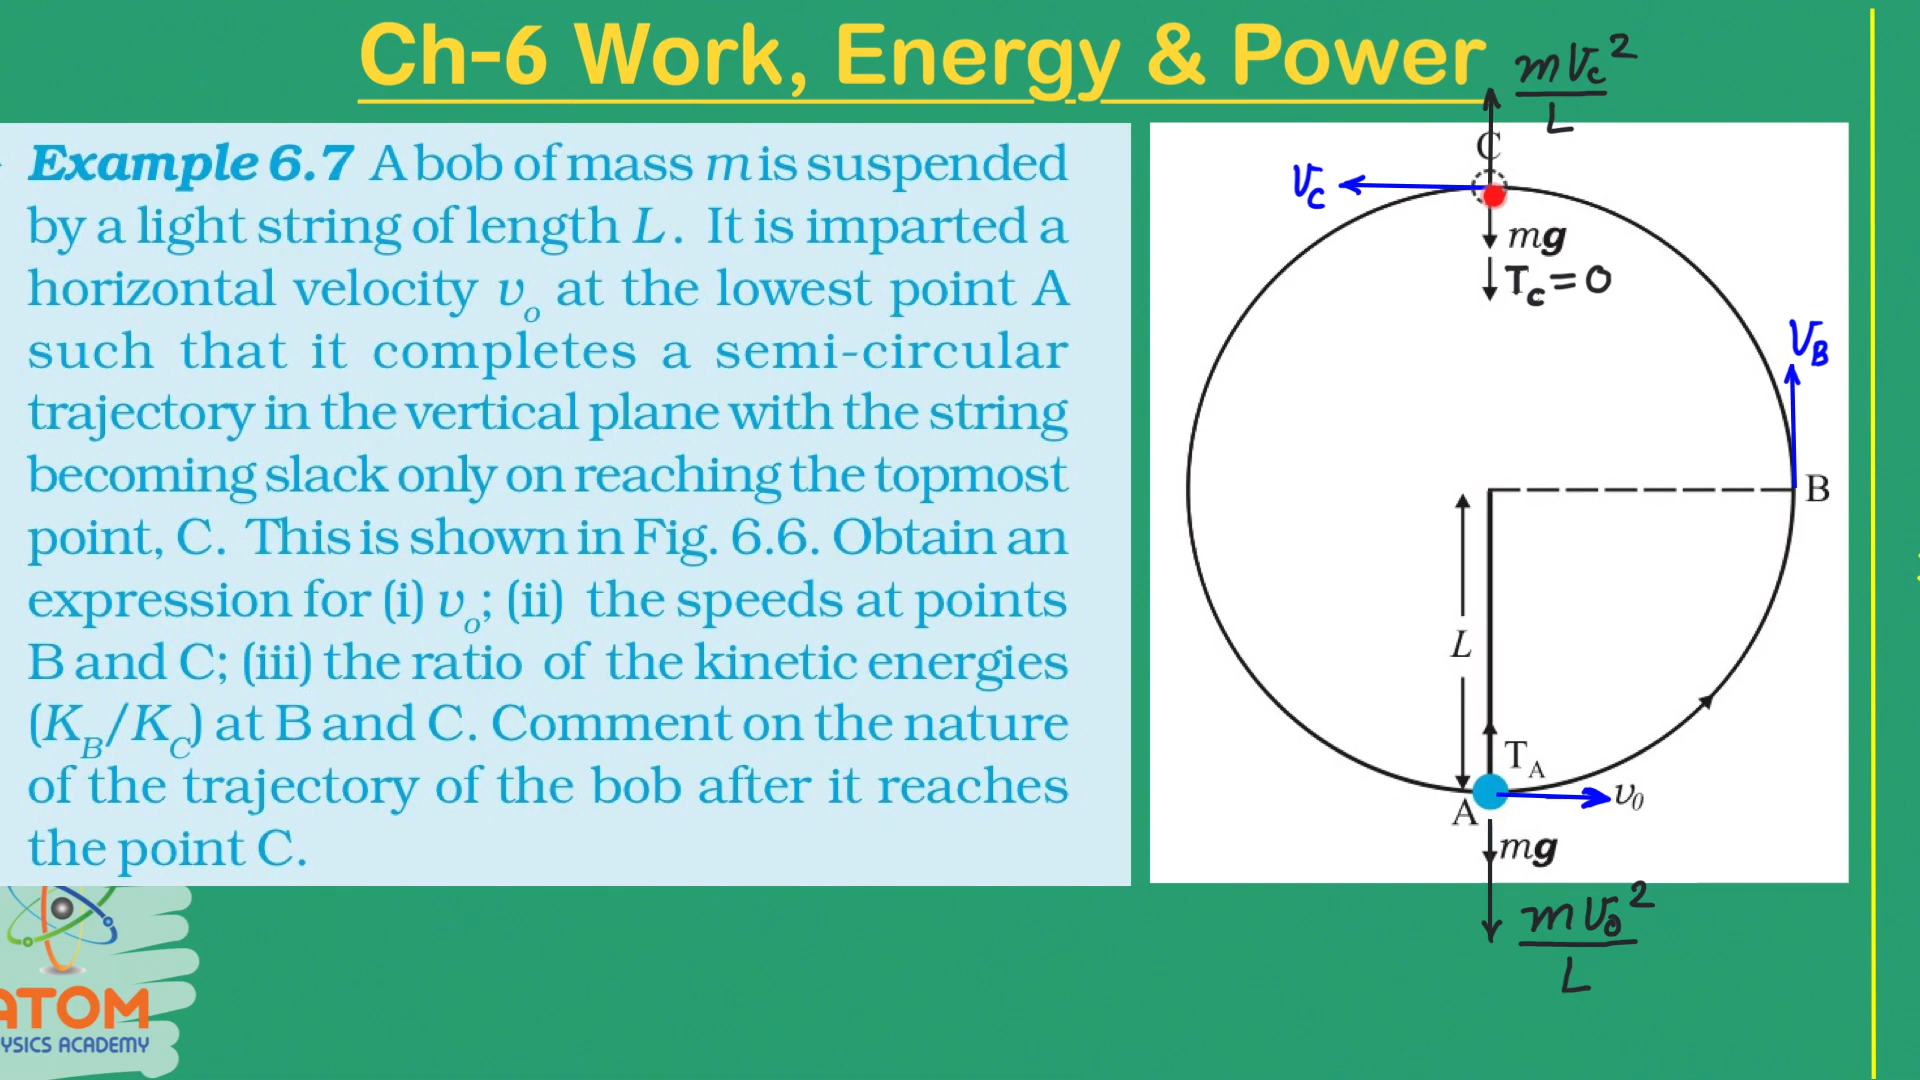 Ch-6 Work, Energy & Power
Example 6.7 A bob of mass m is suspended
by a light string of length L. It is imparted a
horizontal velocity vo at the lowest point A
such that it completes a semi-circular
trajectory in the vertical plane with the string
becoming slack only on reaching the topmost
point, C. This is shown in Fig. 6.6. Obtain an
expression for (i) vo; (ii) the speeds at points
B and C; (iii) the ratio of the kinetic energies
(KB/KC) at B and C. Comment on the nature
of the trajectory of the bob after it reaches
the point C.
mVc²
L
C
Vc
mg
Tc = 0
VB
B
L
TA
v0
A
mg
mV0²
L
ATOM
YSICS ACADEMY